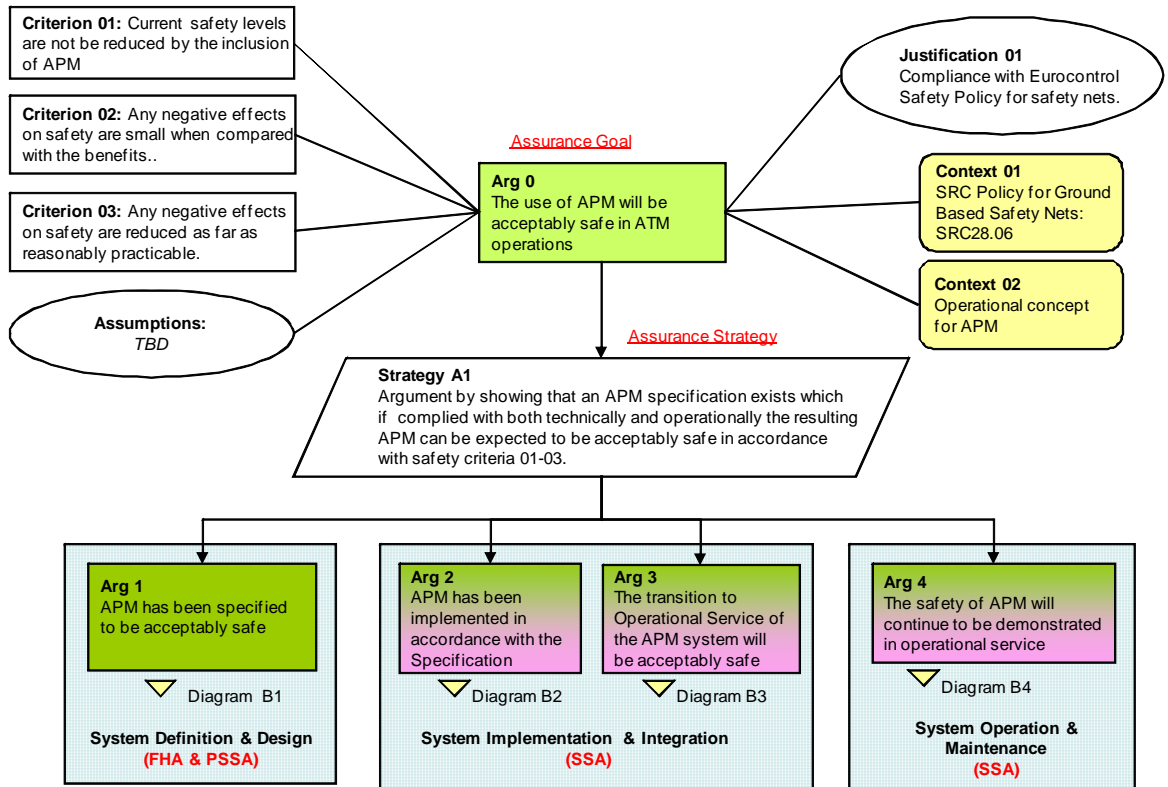 Criterion 01: Current safety levels
are not be reduced by the inclusion
of APM
Criterion 02: Any negative effects
on safety are small when compared
with the benefits..
Criterion 03: Any negative effects
on safety are reduced as far as
reasonably practicable.
Assumptions:
TBD
Assurance Goal
Arg 0
The use of APM will be
acceptably safe in ATM
operations
Justification 01
Compliance with Eurocontrol
Safety Policy for safety nets.
Context 01
SRC Policy for Ground
Based Safety Nets:
SRC28.06
Context 02
Operational concept
for APM
Assurance Strategy
Strategy A1
Argument by showing that an APM specification exists which
if complied with both technically and operationally the resulting
APM can be expected to be acceptably safe in accordance
with safety criteria 01-03.
Arg 1
APM has been specified
to be acceptably safe
Diagram B1
System Definition & Design
(FHA & PSSA)
Arg 2
APM has been
implemented in
accordance with the
Specification
Diagram B2
Arg 3
The transition to
Operational Service of
the APM system will
be acceptably safe
Diagram B3
System Implementation & Integration
(SSA)
Arg 4
The safety of APM will
continue to be demonstrated
in operational service
Diagram B4
System Operation &
Maintenance
(SSA)